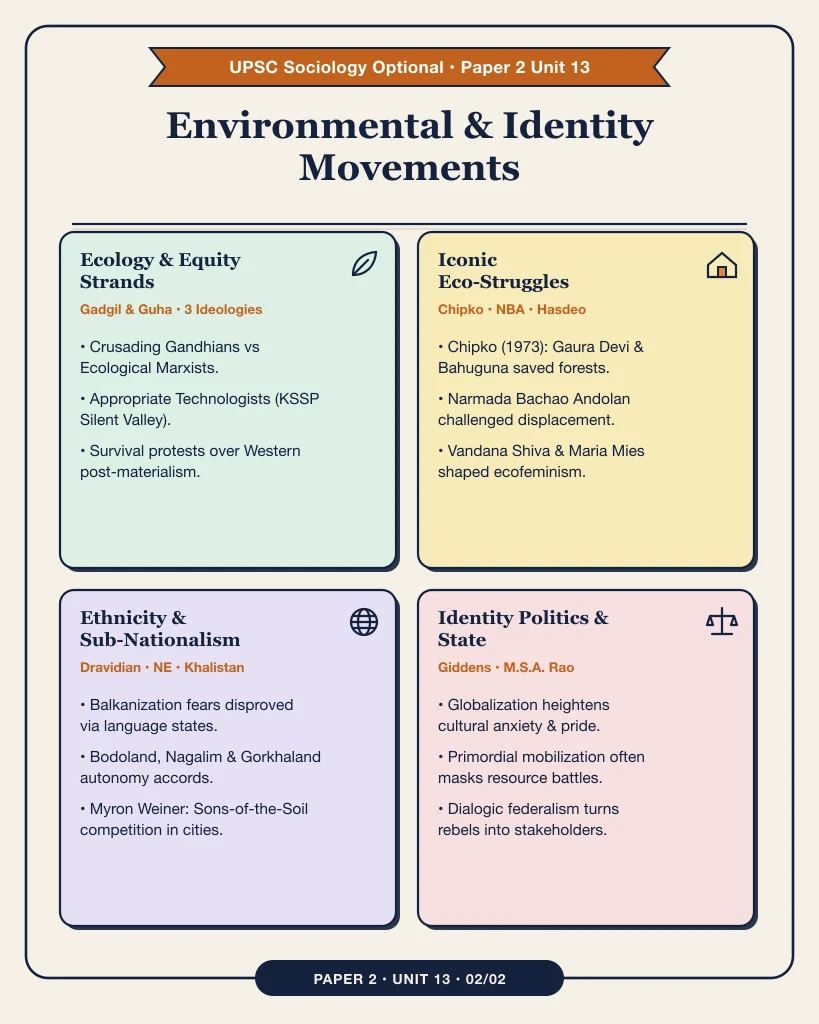 UPSC Sociology Optional • Paper 2 Unit 13
Environmental & Identity
Movements
Ecology & Equity
Strands
Gadgil & Guha • 3 Ideologies
• Crusading Gandhians vs
Ecological Marxists.
• Appropriate Technologists (KSSP
Silent Valley).
• Survival protests over Western
post-materialism.
Iconic
Eco-Struggles
Chipko • NBA • Hasdeo
• Chipko (1973): Gaura Devi &
Bahuguna saved forests.
• Narmada Bachao Andolan
challenged displacement.
• Vandana Shiva & Maria Mies
shaped ecofeminism.
Ethnicity &
Sub-Nationalism
Dravidian • NE • Khalistan
• Balkanization fears disproved
via language states.
• Bodoland, Nagalim & Gorkhaland
autonomy accords.
• Myron Weiner: Sons-of-the-Soil
competition in cities.
Identity Politics &
State
Giddens • M.S.A. Rao
• Globalization heightens
cultural anxiety & pride.
• Primordial mobilization often
masks resource battles.
• Dialogic federalism turns
rebels into stakeholders.
PAPER 2 • UNIT 13 • 02/02